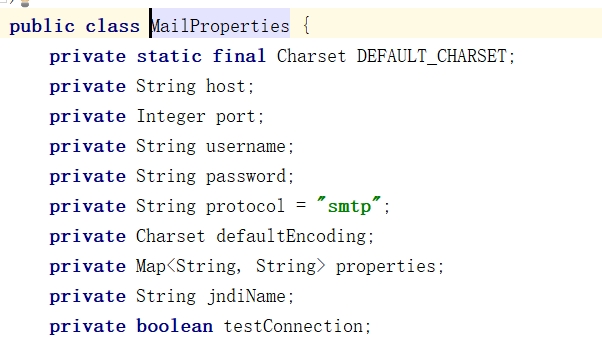 public class MailProperties {
private static final Charset DEFAULT_CHARSET;
private String host;
private Integer port;
private String username;
private String password;
private String protocol = "smtp";
private Charset defaultEncoding;
private Map<String, String> properties;
private String jndiName;
private boolean testConnection;